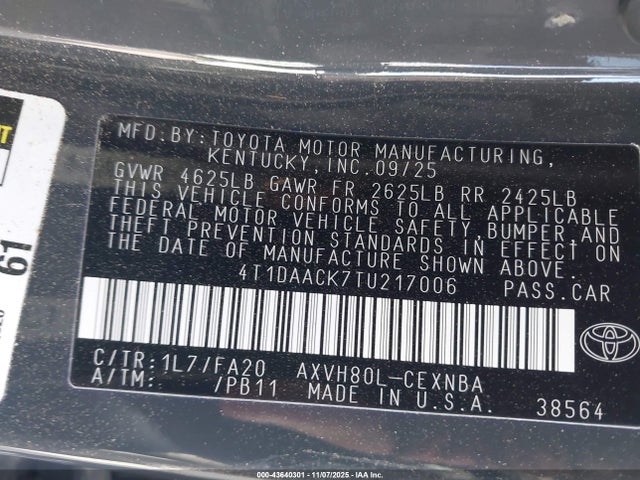 MFD.BY:TOYOTA MOTOR MANUFACTURING,
KENTUCKY, INC. 09/25
GVWR 4625LB GAWR FR 2625LB RR 2425LB
THIS VEHICLE CONFORMS TO ALL APPLICABLE
FEDERAL MOTOR VEHICLE SAFETY, BUMPER, AND
THEFT PREVENTION STANDARDS IN EFFECT ON
THE DATE OF MANUFACTURE SHOWN ABOVE.
4T1DAACK7TU217006 PASS.CAR
C/TR:1L7/FA20 AXVH80L-CEXNBA
A/TM: /PB11 MADE IN U.S.A. 38564
TOYOTA
61
000-43640301 - 11/07/2025 - IAA Corp.